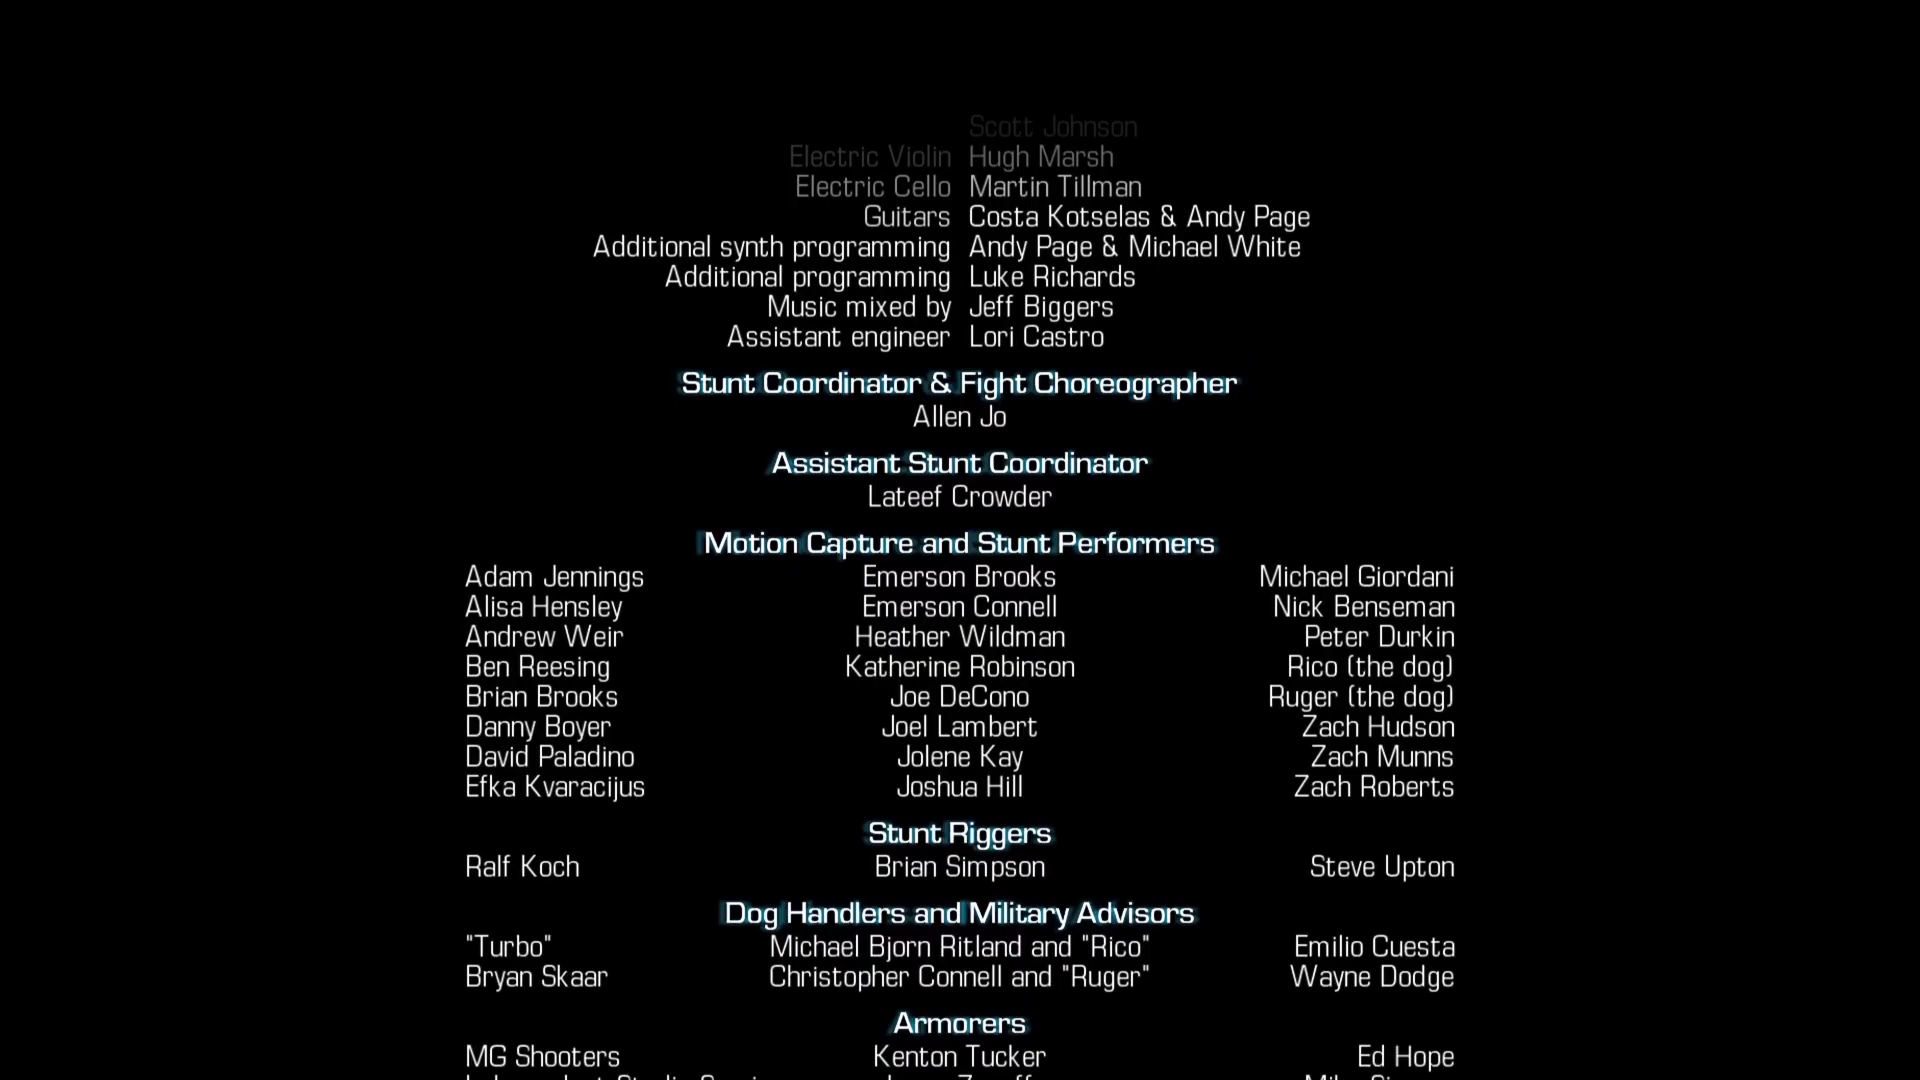 Scott Johnson
Electric Violin Hugh Marsh
Electric Cello Martin Tillman
Guitars Costa Kotselas & Andy Page
Additional synth programming Andy Page & Michael White
Additional programming Luke Richards
Music mixed by Jeff Biggers
Assistant engineer Lori Castro
Stunt Coordinator & Fight Choreographer
Allen Jo
Assistant Stunt Coordinator
Lateef Crowder
Motion Capture and Stunt Performers
Adam Jennings Emerson Brooks Michael Giordani
Alisa Hensley Emerson Connell Nick Benseman
Andrew Weir Heather Wildman Peter Durkin
Ben Reesing Katherine Robinson Rico (the dog)
Brian Brooks Joe DeCono Ruger (the dog)
Danny Boyer Joel Lambert Zach Hudson
David Paladino Jolene Kay Zach Munns
Efka Kvaracijus Joshua Hill Zach Roberts
Stunt Riggers
Ralf Koch Brian Simpson Steve Upton
Dog Handlers and Military Advisors
"Turbo" Michael Bjorn Ritland and "Rico" Emilio Cuesta
Bryan Skaar Christopher Connell and "Ruger" Wayne Dodge
Armorers
MG Shooters Kenton Tucker Ed Hope